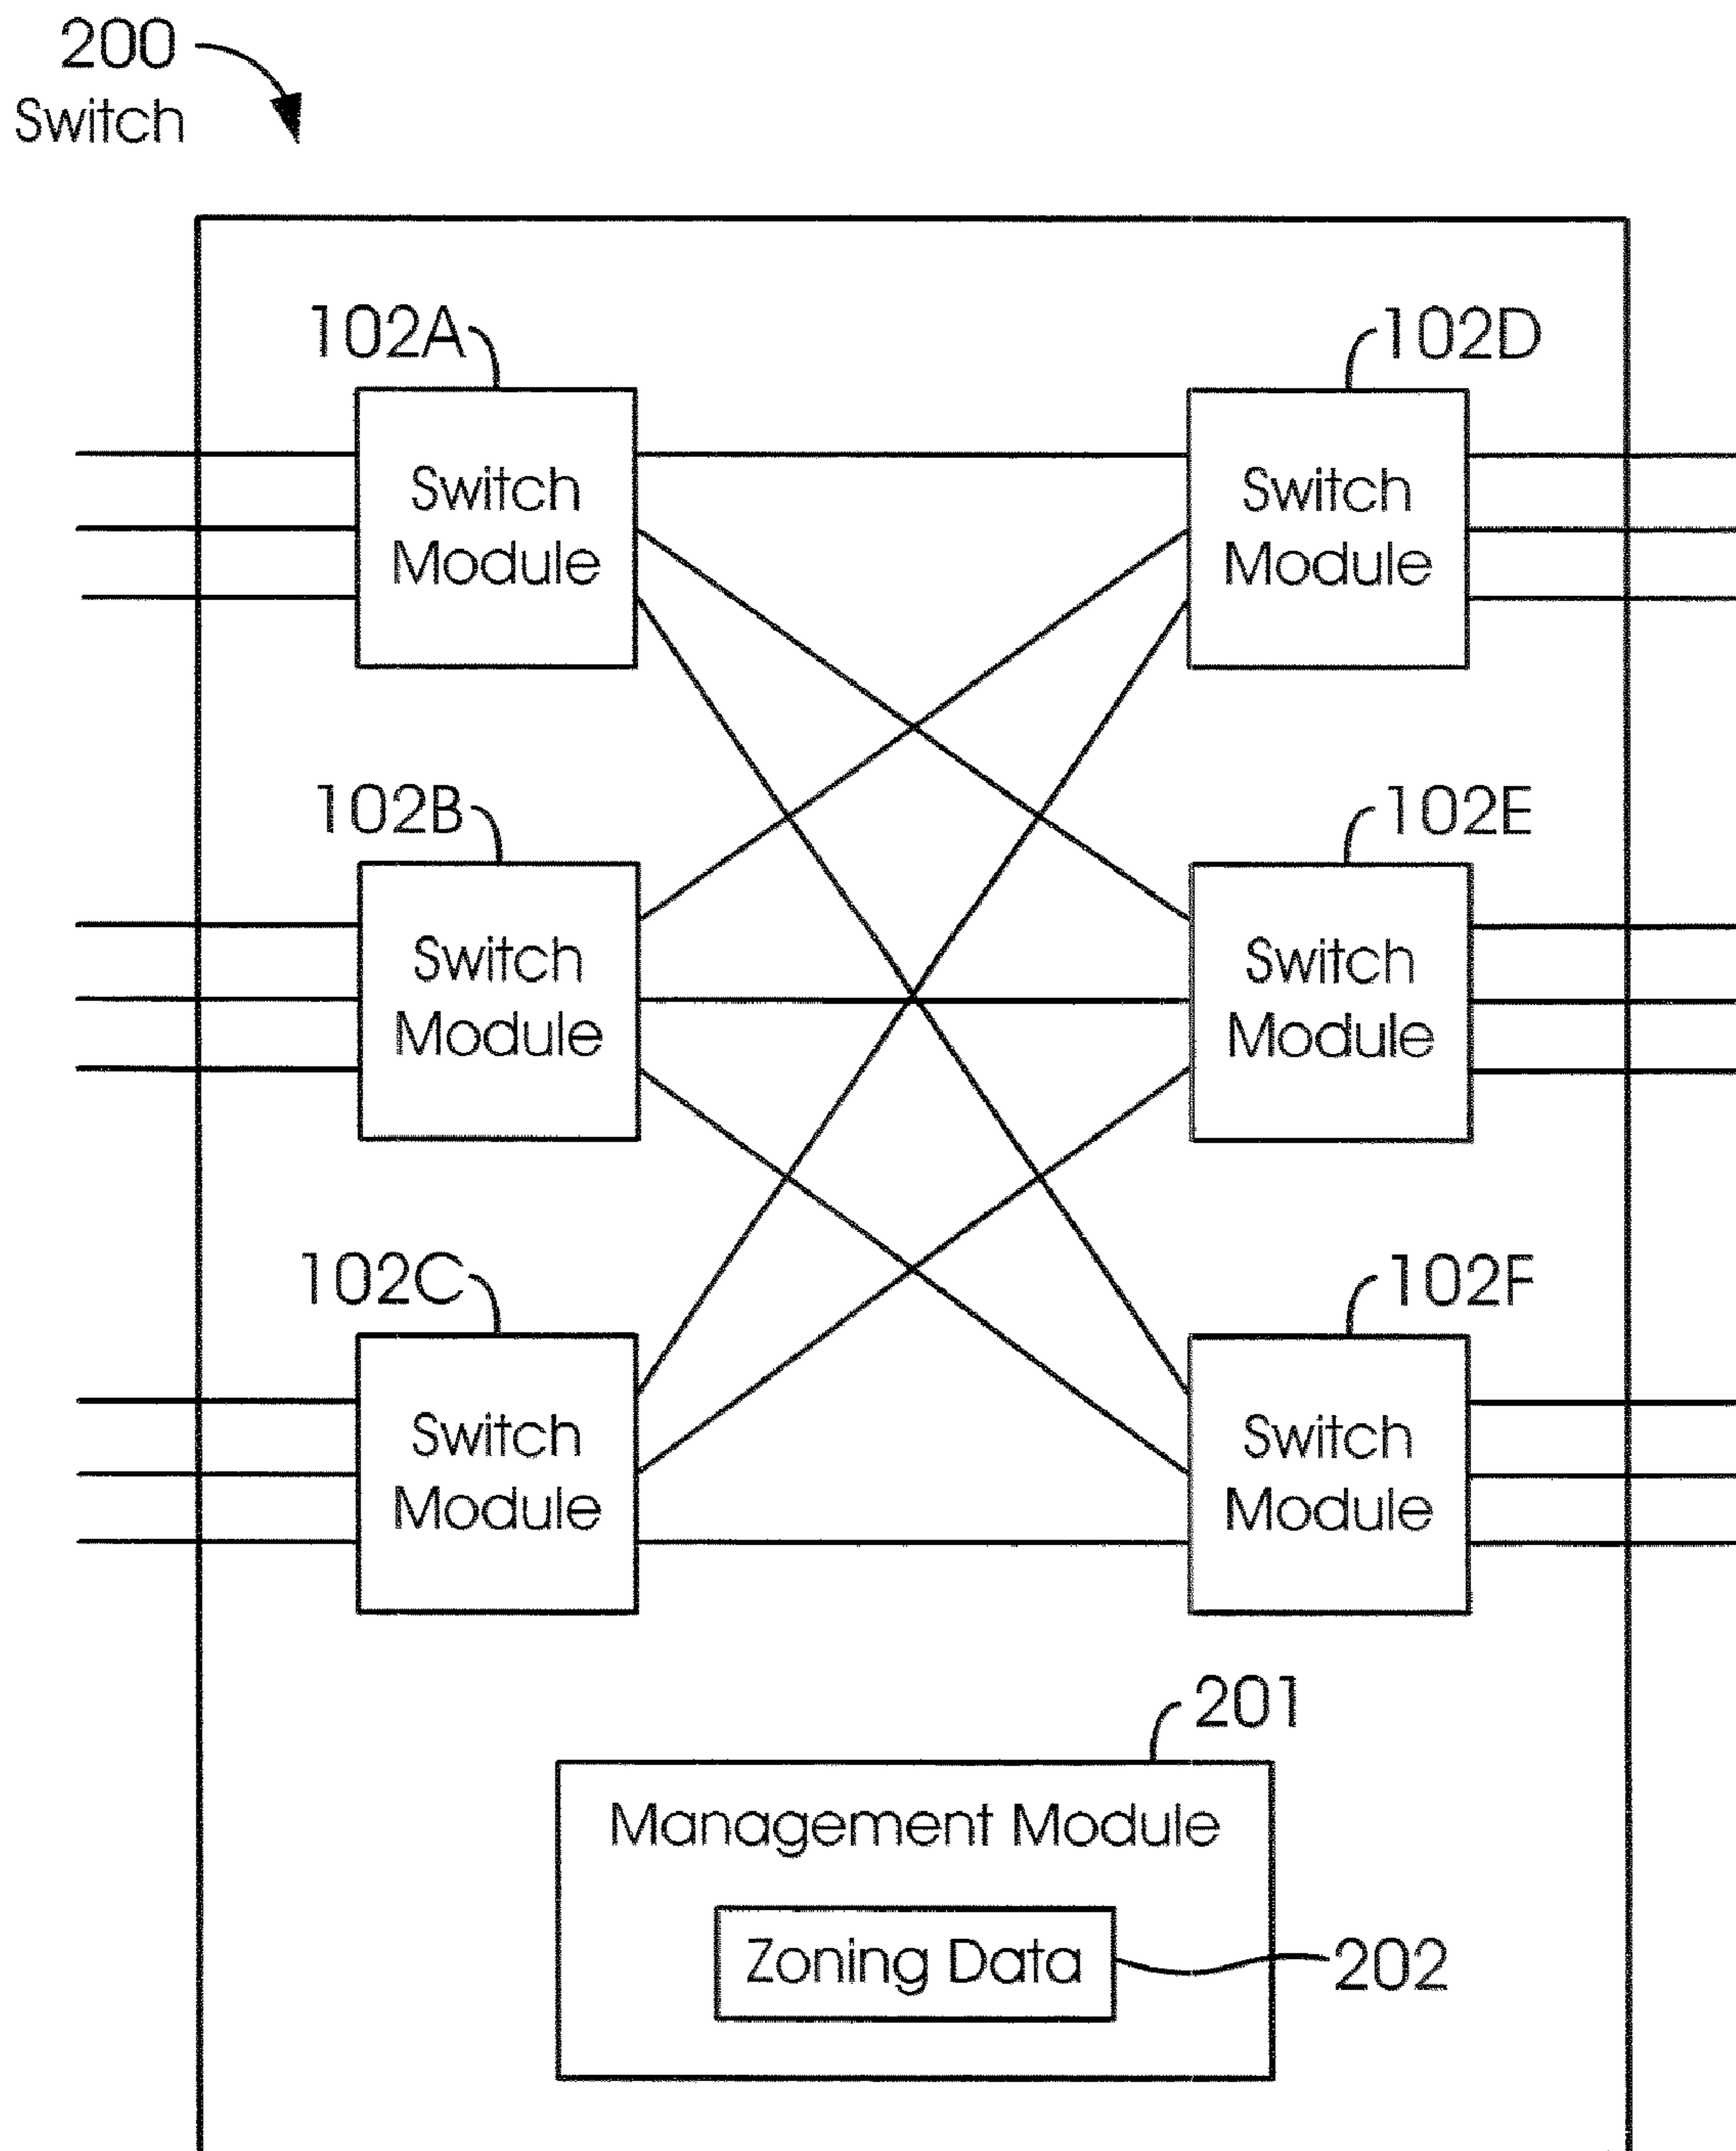 200
Switch
102A
102D
Switch
Module
Switch
Module
102B
102E
Switch
Module
Switch
Module
102C
102F
Switch
Module
Switch
Module
201
Management Module
Zoning Data
202